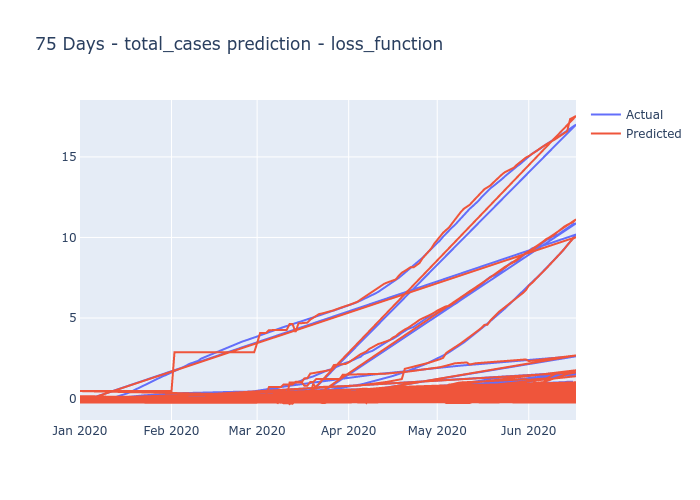 75 Days - total_cases prediction - loss_function
Actual
Predicted
15
10
5
0
Jan 2020
Feb 2020
Mar 2020
Apr 2020
May 2020
Jun 2020